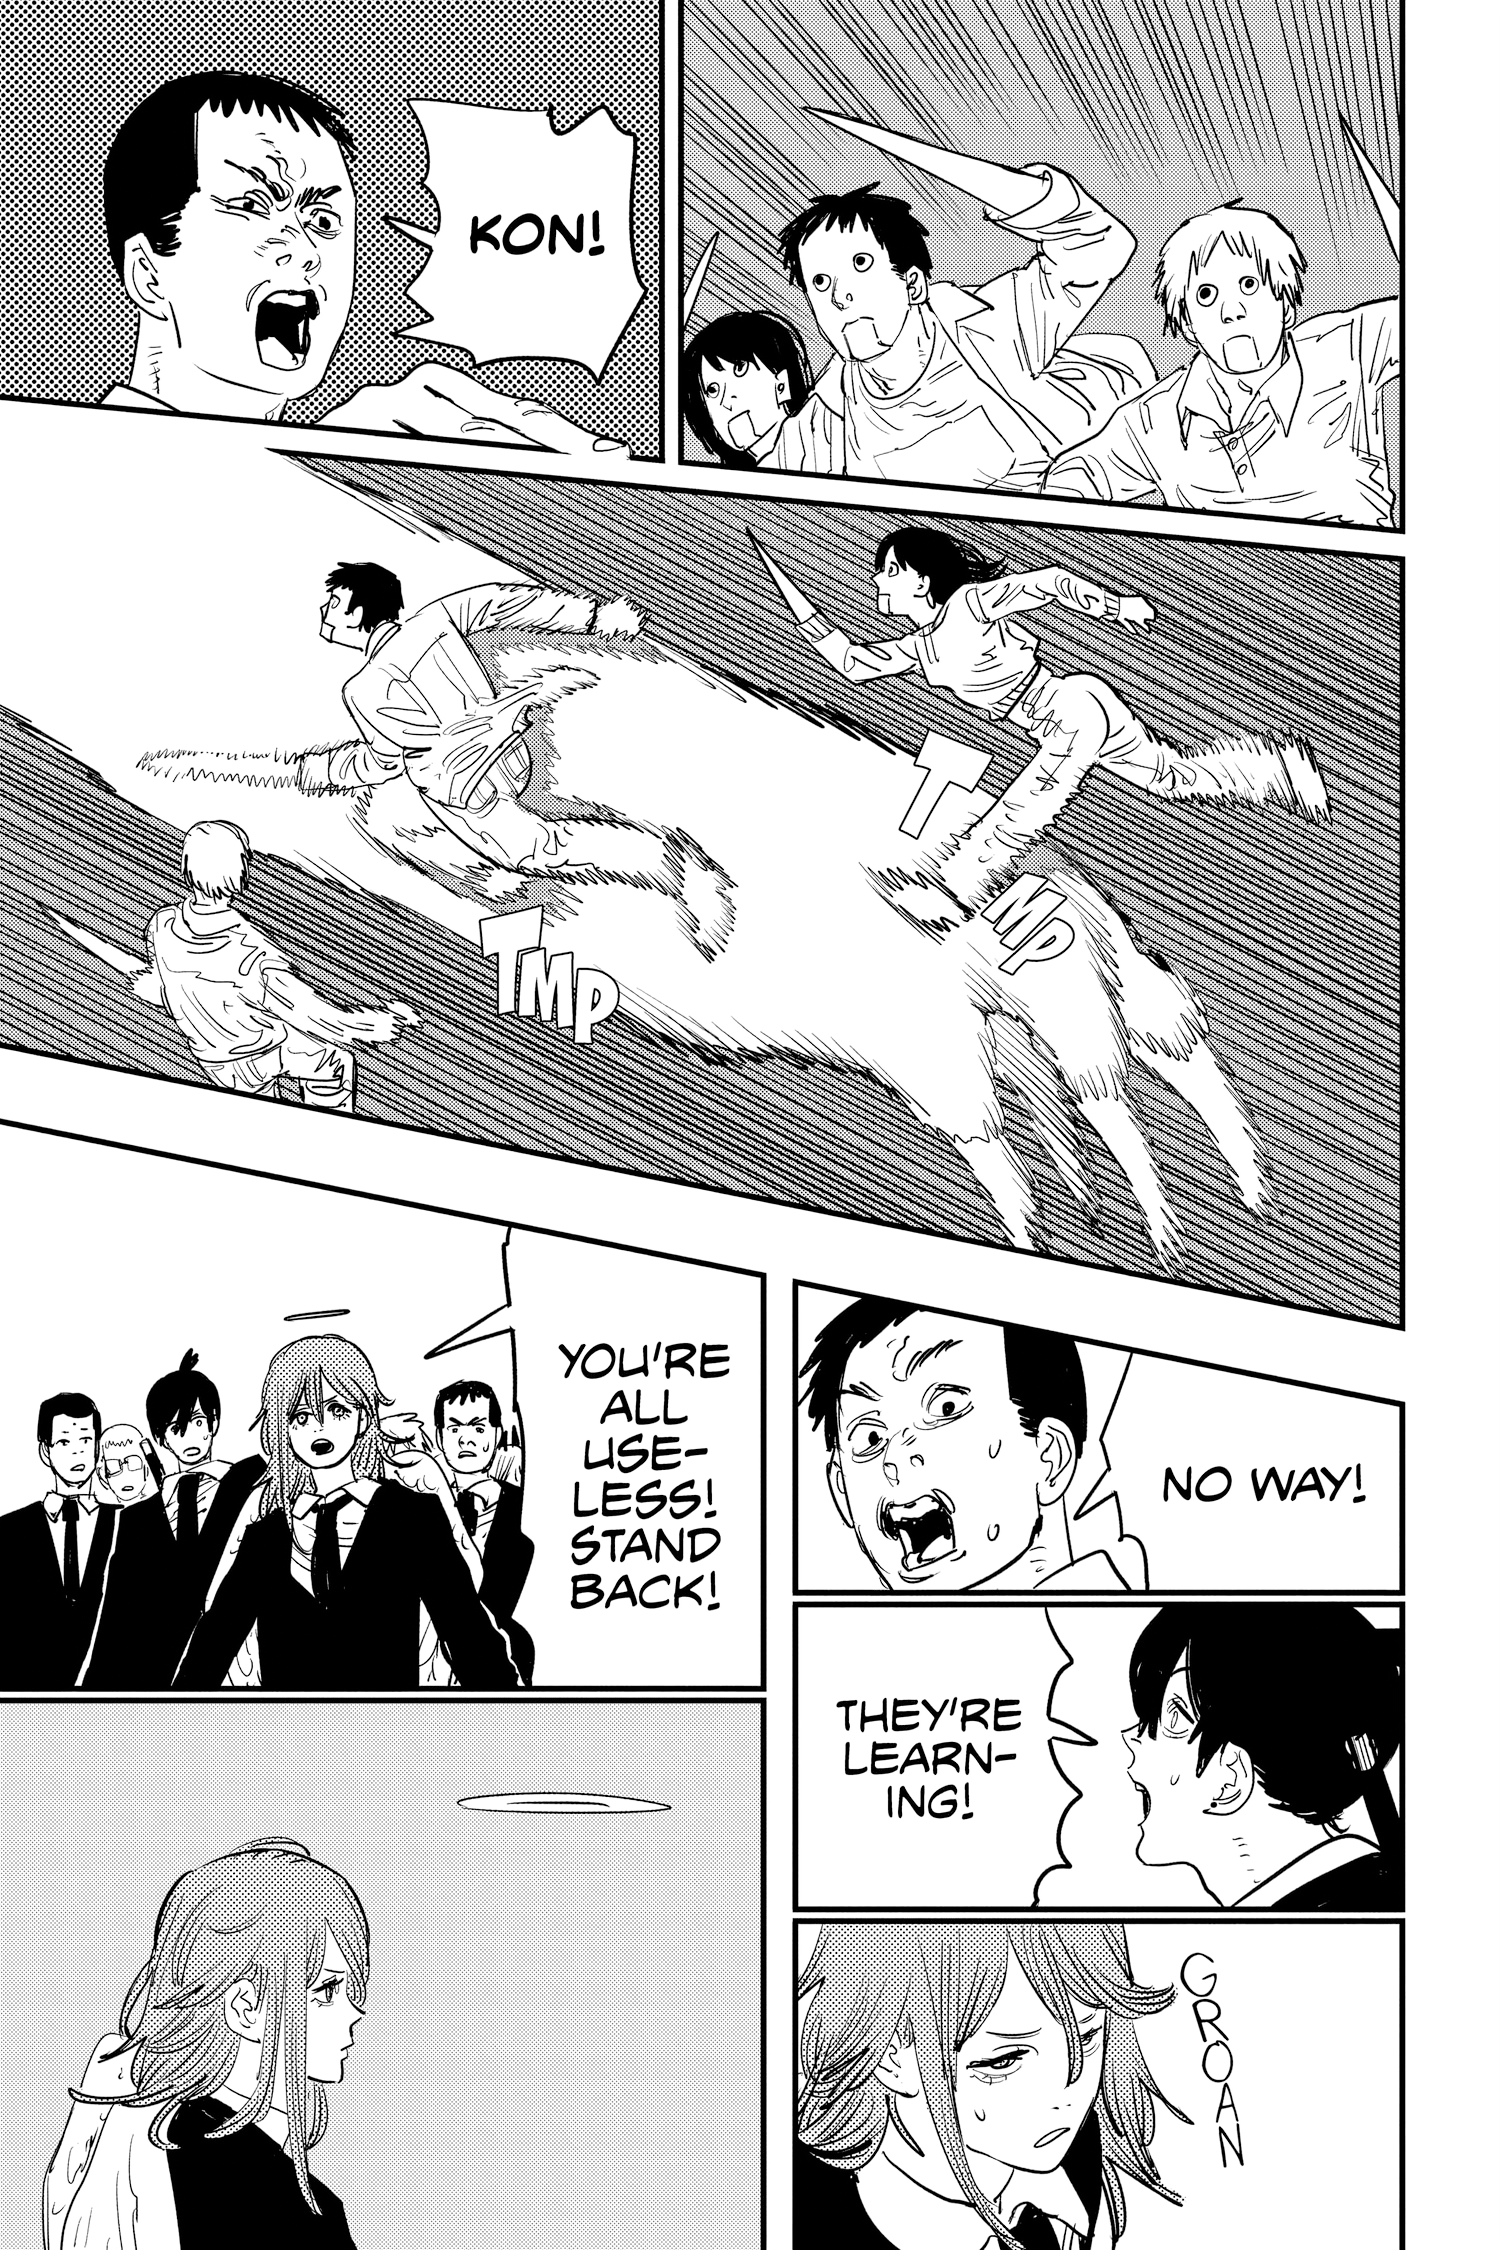 KON!
T
MP
TMP
NO WAY!
THEY'RE
LEARN-
ING!
GROAN
YOU'RE
ALL
USE-
LESS!
STAND
BACK!